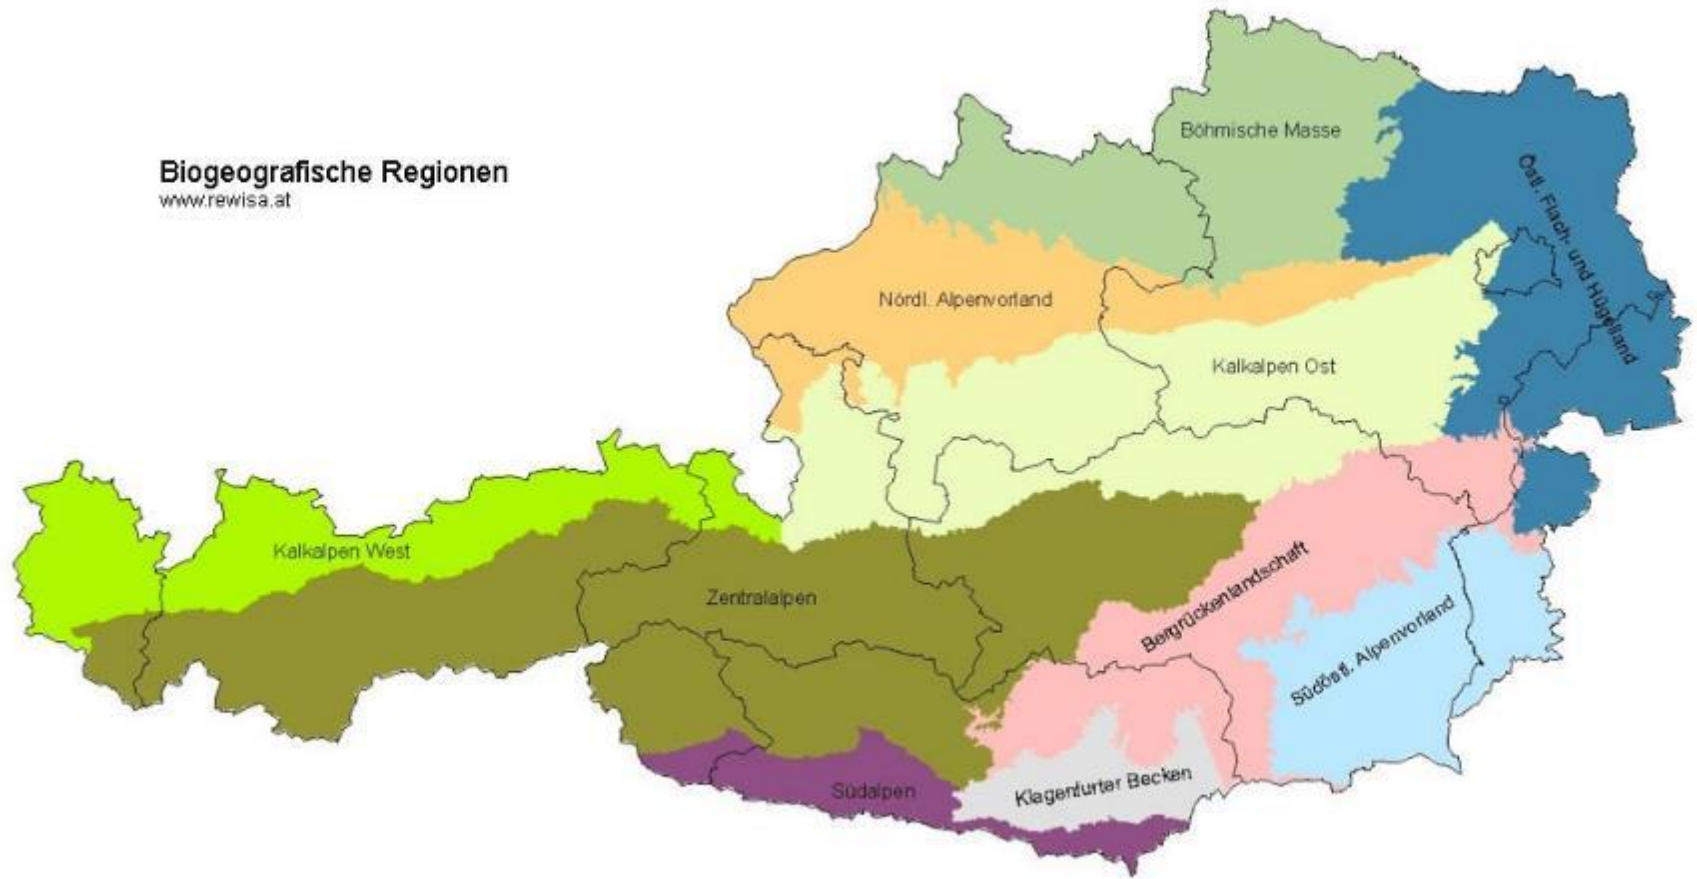 Biogeografische Regionen
www.rewisa.at
Böhmische Masse
Östl. Flach- und Hügelland
Nördl. Alpenvorland
Kalkalpen Ost
Kalkalpen West
Zentralalpen
Bergrückenlandschaft
Südöstl. Alpenvorland
Südalpen
Klagenfurter Becken